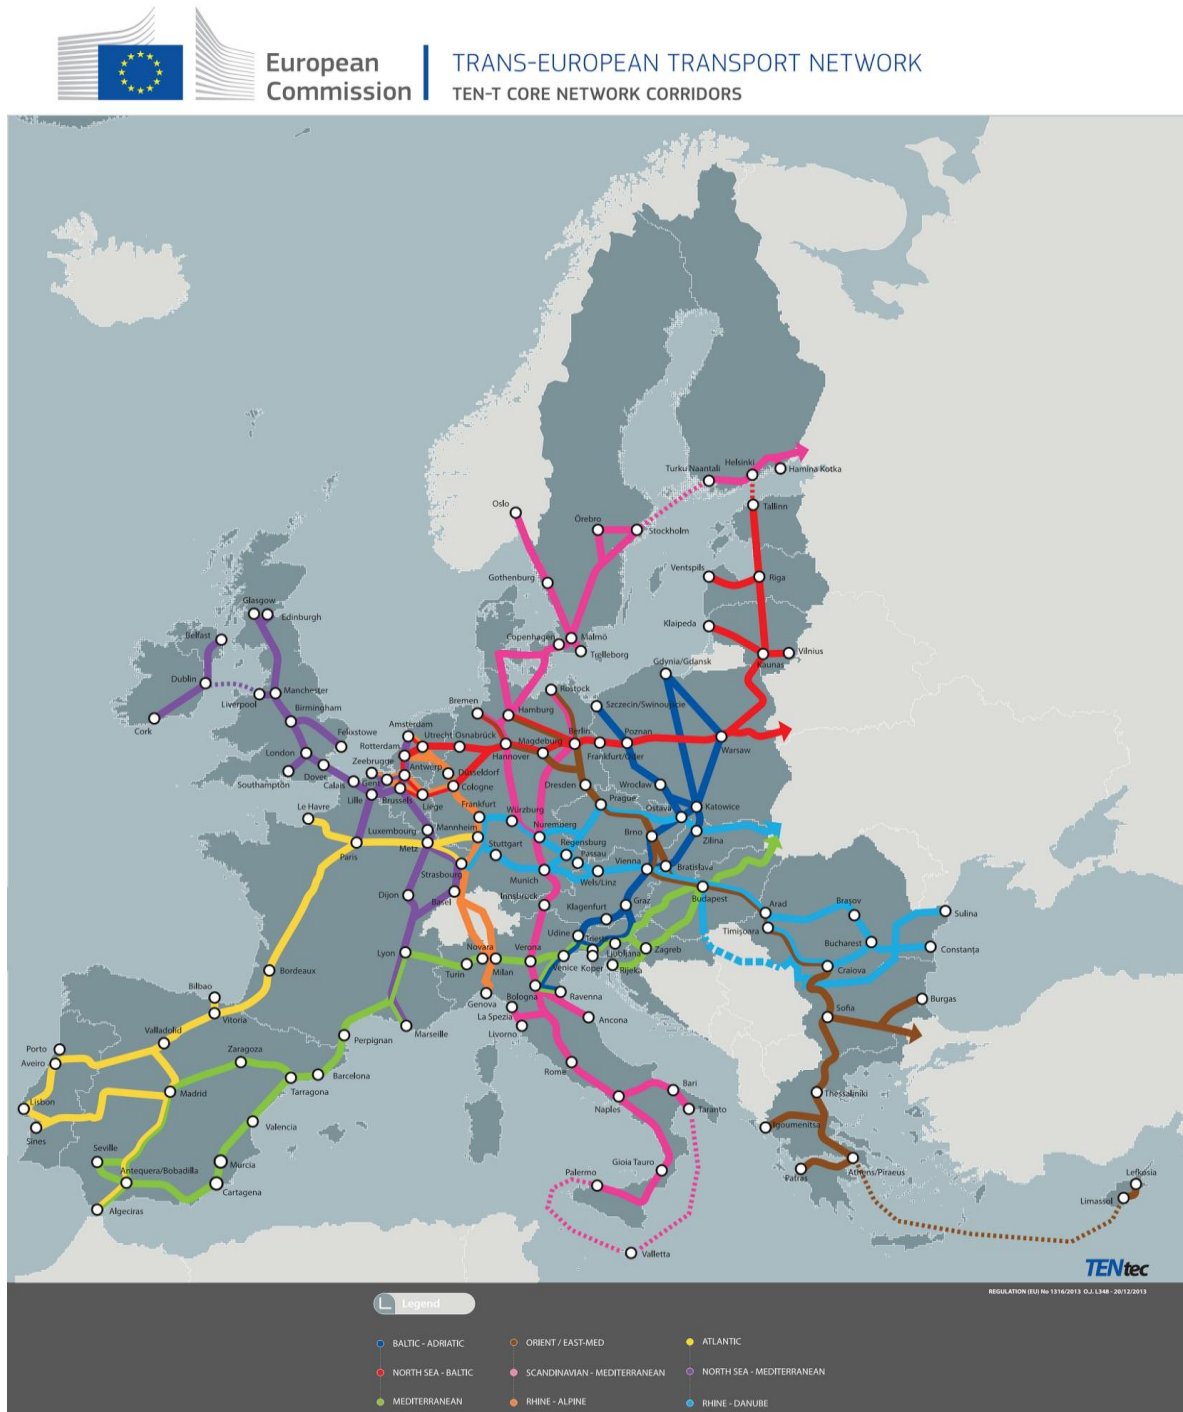 European
Commission
TRANS-EUROPEAN TRANSPORT NETWORK
TEN-T CORE NETWORK CORRIDORS
Helsinki
Turku Naantali
Hamina Kotka
Oslo
Örebro
Stockholm
Tallinn
Ventspils
Riga
Gothenburg
Glasgow
Edinburgh
Klaipeda
Belfast
Copenhagen
Malmö
Trelleborg
Kaunas
Vilnius
Gdynia/Gdansk
Dublin
Liverpool
Manchester
Rostock
Birmingham
Bremen
Hamburg
Szczecin/Swinoujscie
Cork
Felixstowe
Amsterdam
Utrecht
Osnabrück
Magdeburg
Berlin
Poznan
London
Rotterdam
Hannover
Frankfurt/Oder
Warsaw
Southampton
Dover
Zeebrugge
Antwerp
Düsseldorf
Calais
Gent
Cologne
Dresden
Wrocław
Lille
Brussels
Liège
Prague
Katowice
Le Havre
Frankfurt
Würzburg
Ostava
Luxembourg
Mannheim
Nuremberg
Brno
Zilina
Paris
Metz
Stuttgart
Regensburg
Passau
Vienna
Strasbourg
Munich
Wels/Linz
Bratislava
Dijon
Basel
Innsbruck
Klagenfurt
Graz
Budapest
Arad
Braşov
Sulina
Udine
Trieste
Timişoara
Lyon
Novara
Verona
Ljubljana
Zagreb
Bucharest
Constanța
Turin
Milan
Venice
Koper
Rijeka
Craiova
Bordeaux
Genova
Bologna
Ravenna
Bilbao
La Spezia
Burgas
Vitoria
Livorno
Ancona
Sofia
Valladolid
Marseille
Porto
Zaragoza
Perpignan
Aveiro
Rome
Barcelona
Madrid
Tarragona
Bari
Lisbon
Naples
Taranto
Thessaloniki
Sines
Valencia
Igoumenitsa
Seville
Murcia
Gioia Tauro
Antequera/Bobadilla
Palermo
Patras
Athens/Piraeus
Lefkosia
Cartagena
Limassol
Algeciras
Valletta
TENtec
REGULATION (EU) No 1316/2013 O.J. L348 - 20/12/2013
Legend
BALTIC - ADRIATIC
ORIENT / EAST-MED
ATLANTIC
NORTH SEA - BALTIC
SCANDINAVIAN - MEDITERRANEAN
NORTH SEA - MEDITERRANEAN
MEDITERRANEAN
RHINE - ALPINE
RHINE - DANUBE